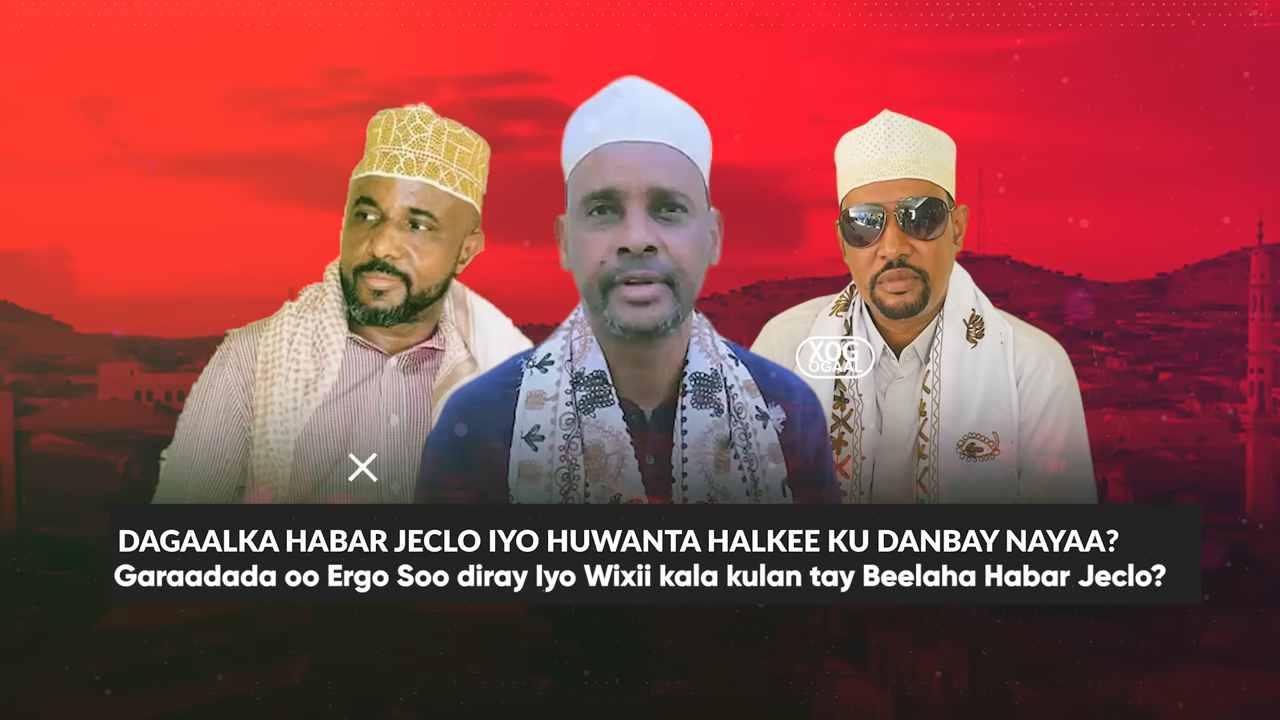 XOG
OGAAL
DAGAALKA HABAR JECLO IYO HUWANTA HALKEE KU DANBAY NAYAA?
Garaadada oo Ergo Soo diray Iyo Wixii kala kulan tay Beelaha Habar Jeclo?